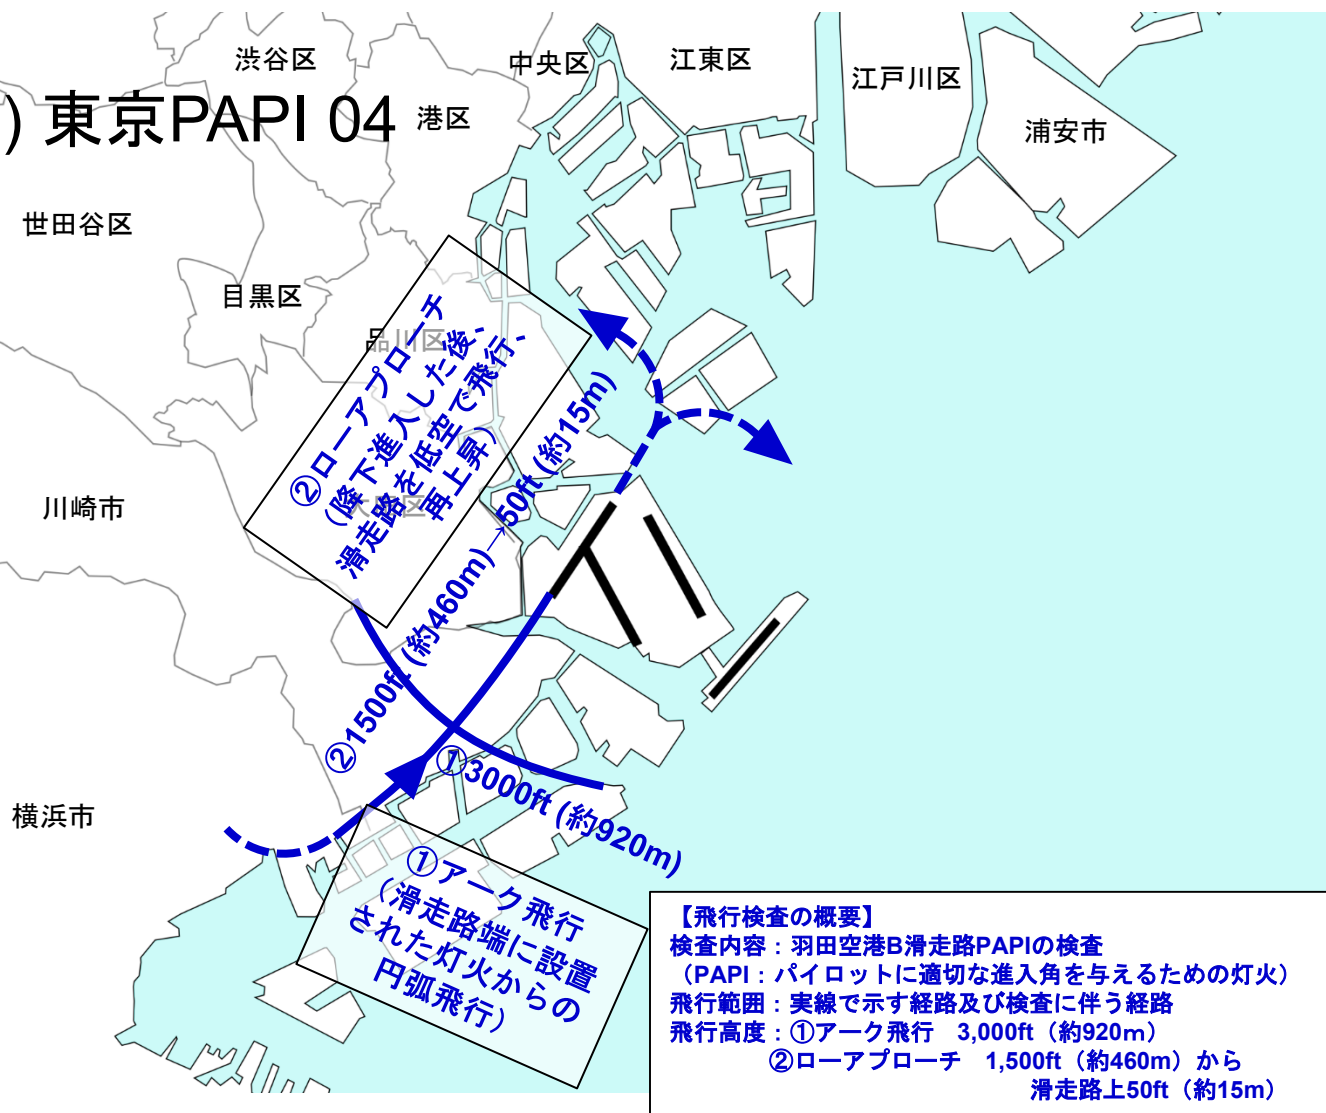 渋谷区
中央区
江東区
江戸川区
) 東京PAPI 04
港区
浦安市
世田谷区
目黒区
品川区
②ローアプローチ
（降下進入した後、
滑走路を低空で飛行、
再上昇）
川崎市
②1500ft (約460m)→50ft (約15m)
①3000ft (約920m)
横浜市
①アーク飛行
（滑走路端に設置
された灯火からの
円弧飛行）
【飛行検査の概要】
検査内容：羽田空港B滑走路PAPIの検査
（PAPI：パイロットに適切な進入角を与えるための灯火）
飛行範囲：実線で示す経路及び検査に伴う経路
飛行高度：①アーク飛行　3,000ft（約920m）
②ローアプローチ　1,500ft（約460m）から
滑走路上50ft（約15m）